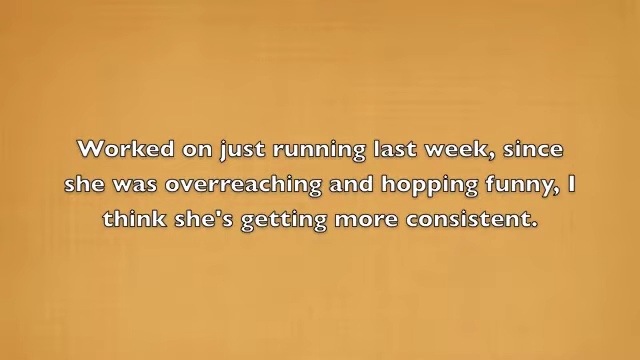 Worked on just running last week, since
she was overreaching and hopping funny, I
think she's getting more consistent.